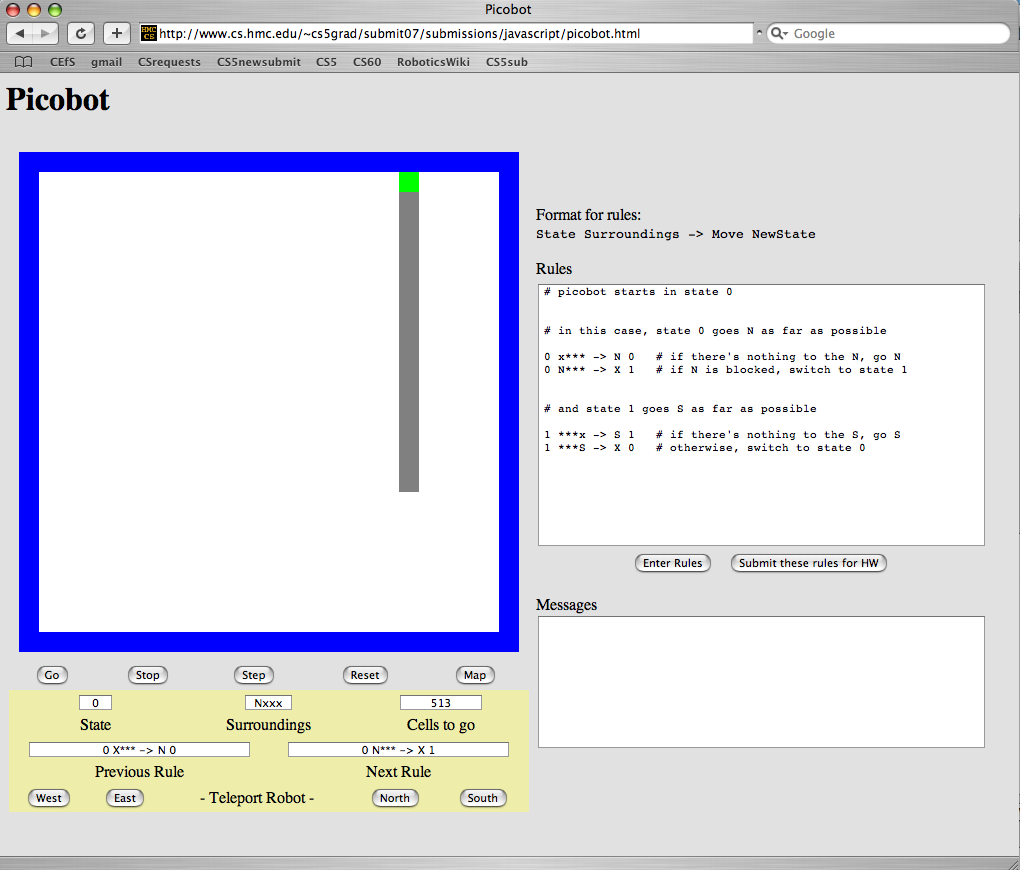 Picobot
http://www.cs.hmc.edu/~cs5grad/submit07/submissions/javascript/picobot.html
Google
CEfS gmail CSrequests CS5newsubmit CS5 CS60 RoboticsWiki CS5sub
Picobot
Format for rules:
State Surroundings -> Move NewState
Rules
# picobot starts in state 0
# in this case, state 0 goes N as far as possible
0 x*** -> N 0   # if there's nothing to the N, go N
0 N*** -> X 1   # if N is blocked, switch to state 1
# and state 1 goes S as far as possible
1 ***x -> S 1   # if there's nothing to the S, go S
1 ***S -> X 0   # otherwise, switch to state 0
Enter Rules Submit these rules for HW
Messages
Go Stop Step Reset Map
0 Nxxx 513
State Surroundings Cells to go
0 X*** -> N 0 0 N*** -> X 1
Previous Rule Next Rule
West East - Teleport Robot - North South